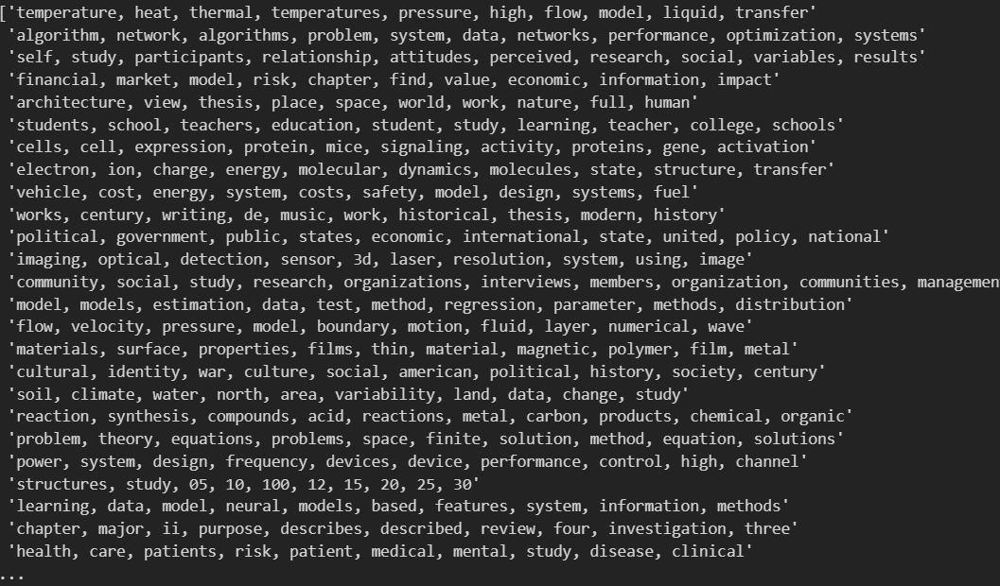 ['temperature, heat, thermal, temperatures, pressure, high, flow, model, liquid, transfer'
'algorithm, network, algorithms, problem, system, data, networks, performance, optimization, systems'
'self, study, participants, relationship, attitudes, perceived, research, social, variables, results'
'financial, market, model, risk, chapter, find, value, economic, information, impact'
'architecture, view, thesis, place, space, world, work, nature, full, human'
'students, school, teachers, education, student, study, learning, teacher, college, schools'
'cells, cell, expression, protein, mice, signaling, activity, proteins, gene, activation'
'electron, ion, charge, energy, molecular, dynamics, molecules, state, structure, transfer'
'vehicle, cost, energy, system, costs, safety, model, design, systems, fuel'
'works, century, writing, de, music, work, historical, thesis, modern, history'
'political, government, public, states, economic, international, state, united, policy, national'
'imaging, optical, detection, sensor, 3d, laser, resolution, system, using, image'
'community, social, study, research, organizations, interviews, members, organization, communities, managemen
'model, models, estimation, data, test, method, regression, parameter, methods, distribution'
'flow, velocity, pressure, model, boundary, motion, fluid, layer, numerical, wave'
'materials, surface, properties, films, thin, material, magnetic, polymer, film, metal'
'cultural, identity, war, culture, social, american, political, history, society, century'
'soil, climate, water, north, area, variability, land, data, change, study'
'reaction, synthesis, compounds, acid, reactions, metal, carbon, products, chemical, organic'
'problem, theory, equations, problems, space, finite, solution, method, equation, solutions'
'power, system, design, frequency, devices, device, performance, control, high, channel'
'structures, study, 05, 10, 100, 12, 15, 20, 25, 30'
'learning, data, model, neural, models, based, features, system, information, methods'
'chapter, major, ii, purpose, describes, described, review, four, investigation, three'
'health, care, patients, risk, patient, medical, mental, study, disease, clinical'
...